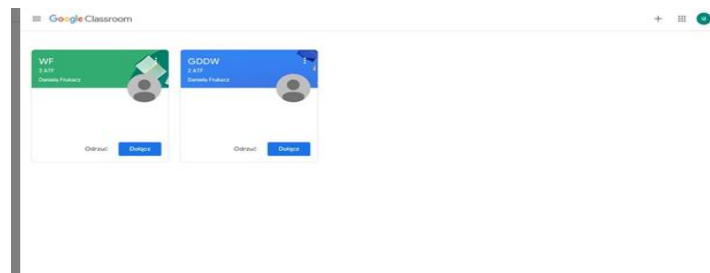 Google Classroom
WF
2 ATF
Daniela Frukacz
Odrzuć Dołącz
GDDW
2 ATF
Daniela Frukacz
Odrzuć Dołącz